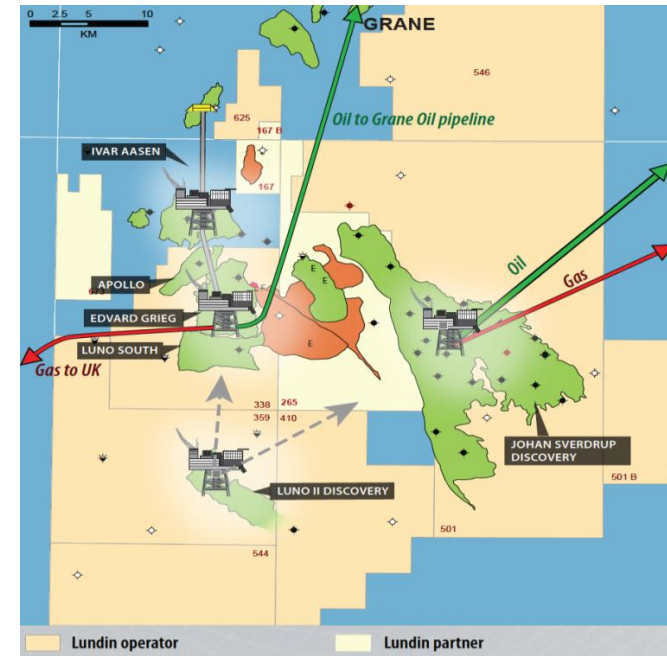 0 2.5 5 10
KM
GRANE
546
625
167 B
Oil to Grane Oil pipeline
IVAR AASEN
167
Oil
Gas
APOLLO
EDVARD GRIEG
LUNO SOUTH
Gas to UK
E
E
E
E
338 265
359 410
JOHAN SVERDRUP
DISCOVERY
LUNO II DISCOVERY
501 B
501
544
Lundin operator
Lundin partner